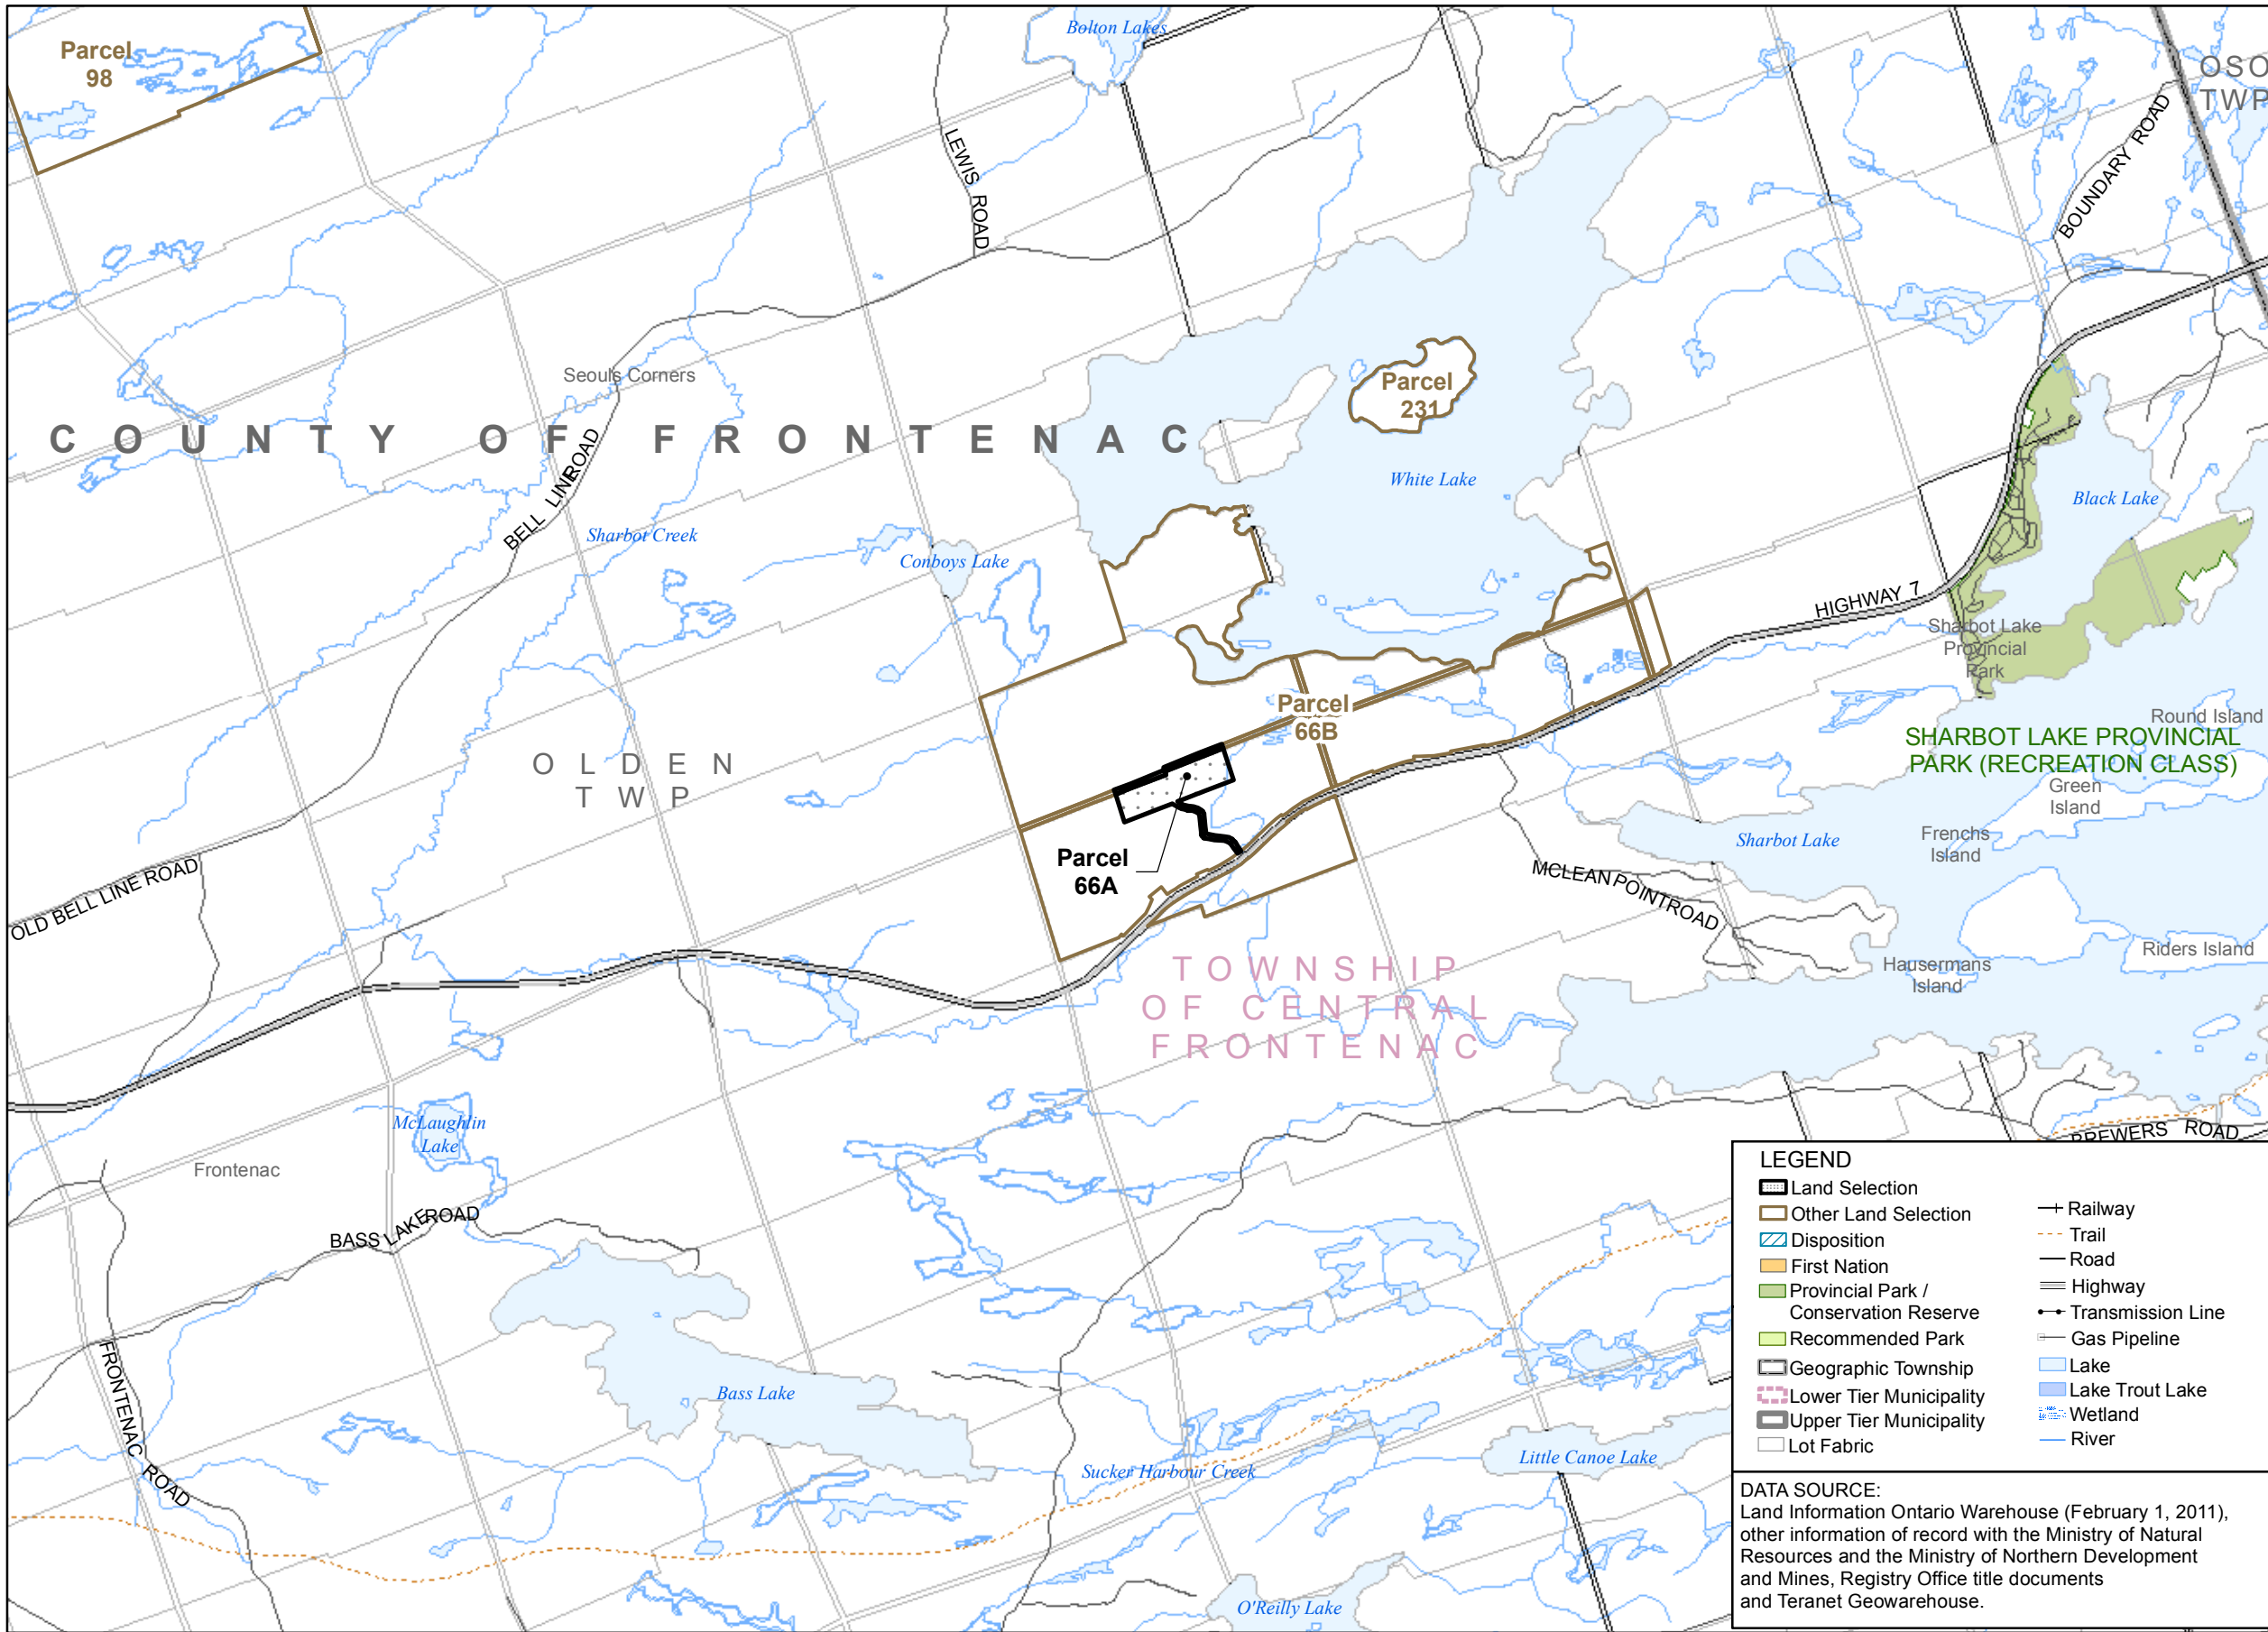 Parcel
98
Bolton Lakes
OSO
TWP
LEWIS ROAD
BOUNDARY ROAD
Seouls Corners
Parcel
231
COUNTY OF FRONTENAC
White Lake
Black Lake
BELL LINE ROAD
Sharbot Creek
Conboys Lake
HIGHWAY 7
Sharbot Lake
Provincial
Park
Parcel
66B
Round Island
SHARBOT LAKE PROVINCIAL
PARK (RECREATION CLASS)
OLDEN
TWP
Green
Island
Sharbot Lake
Frenchs
Island
Parcel
66A
MCLEAN POINT ROAD
OLD BELL LINE ROAD
Riders Island
Hausermans
Island
TOWNSHIP
OF CENTRAL
FRONTENAC
McLaughlin
Lake
BREWERS ROAD
Frontenac
BASS LAKE ROAD
FRONTENAC ROAD
Bass Lake
Sucker Harbour Creek
Little Canoe Lake
O'Reilly Lake
LEGEND
Land Selection
Other Land Selection
Disposition
First Nation
Provincial Park /
Conservation Reserve
Recommended Park
Geographic Township
Lower Tier Municipality
Upper Tier Municipality
Lot Fabric
Railway
Trail
Road
Highway
Transmission Line
Gas Pipeline
Lake
Lake Trout Lake
Wetland
River
DATA SOURCE:
Land Information Ontario Warehouse (February 1, 2011),
other information of record with the Ministry of Natural
Resources and the Ministry of Northern Development
and Mines, Registry Office title documents
and Teranet Geowarehouse.